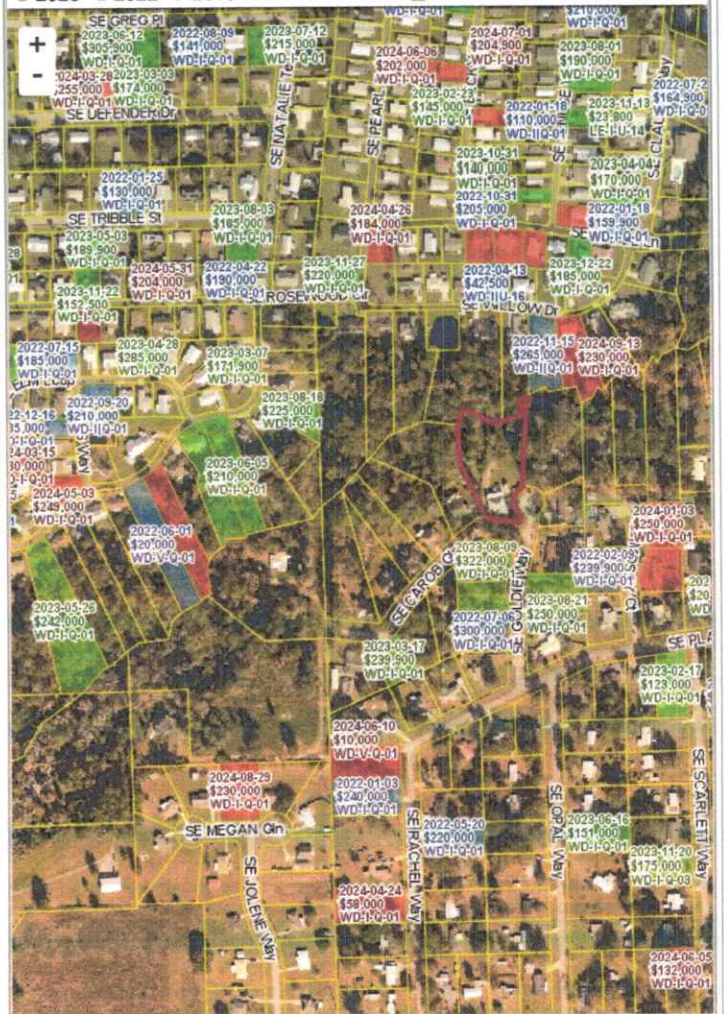 SE GREG Pl
$210,000
WD-I-Q-01
2023-06-12
$305,900
WD-I-Q-01
2022-08-09
$141,000
WD-I-Q-01
2023-07-12
$215,000
WD-I-Q-01
2024-07-01
$204,900
WD-I-Q-01
2024-06-06
$202,000
WD-I-Q-01
2023-08-01
$190,000
WD-I-Q-01
+
-
2024-03-28
$255,000
WD-I-Q-01
2023-03-03
$174,000
WD-I-Q-01
SE DEFENDER Dr
SE PEARL
2023-02-23
$145,000
WD-I-Q-01
2022-01-18
$110,000
WD-II-Q-01
2023-11-13
$23,800
LE-I-U-14
$164,900
2022-01-25
$130,000
WD-I-Q-01
SE TRIBBLE St
2023-10-31
$140,000
WD-I-Q-01
2022-10-31
$205,000
WD-I-Q-01
2023-04-04
$170,000
WD-I-Q-01
2022-01-18
$159,900
WD-I-Q-01
2023-08-03
$185,000
WD-I-Q-01
2024-04-26
$184,000
WD-I-Q-01
2023-05-03
$189,900
WD-I-Q-01
2024-05-31
$204,000
WD-I-Q-01
2022-04-22
$190,000
WD-I-Q-01
2023-11-27
$220,000
WD-I-Q-01
2022-04-13
$42,500
WD-II-U-16
2023-12-22
$185,000
WD-I-Q-01
2023-11-22
$152,500
WD-I-Q-01
ROSEWOOD Cir
SE WILLOW Dr
2022-07-15
$185,000
WD-I-Q-01
2023-04-28
$285,000
WD-I-Q-01
2023-03-07
$171,900
WD-I-Q-01
2022-11-15
$265,000
WD-II-Q-01
2024-09-13
$230,000
WD-I-Q-01
2022-09-20
$210,000
WD-II-Q-01
2023-08-18
$225,000
WD-I-Q-01
2023-06-05
$210,000
WD-I-Q-01
2024-05-03
$249,000
WD-I-Q-01
2022-06-01
$20,000
WD-V-Q-01
2024-01-03
$250,000
WD-I-Q-01
SE CAROB Gln
2023-08-09
$322,000
WD-I-Q-01
SE GOLDIE Way
2022-02-09
$239,900
WD-I-Q-01
2023-05-26
$242,000
WD-I-Q-01
2022-07-06
$300,000
WD-I-Q-01
2023-08-21
$250,000
WD-I-Q-01
2023-03-17
$239,900
WD-I-Q-01
2023-02-17
$123,000
WD-I-Q-01
2024-06-10
$10,000
WD-V-Q-01
2024-08-29
$230,000
WD-I-Q-01
2022-01-03
$240,000
WD-I-Q-01
SE MEGAN Gln
SE RACHEL Way
2022-05-20
$220,000
WD-I-Q-01
SE OPAL Way
2023-06-16
$151,000
WD-I-Q-01
SE SCARLETT Way
2023-11-20
$175,000
WD-I-Q-03
SE JOLENE Way
2024-04-24
$58,000
WD-I-Q-01
2024-06-05
$132,000
WD-I-Q-01